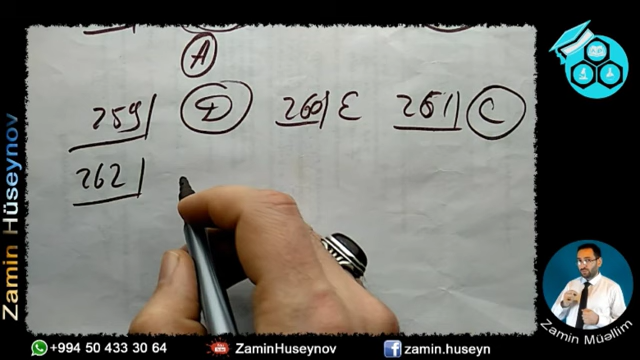 A
259 D 260 E 261 C
262
Zamin Hüseynov
Zamin Müəllim
+994 50 433 30 64 ZaminHuseynov zamin.huseyn